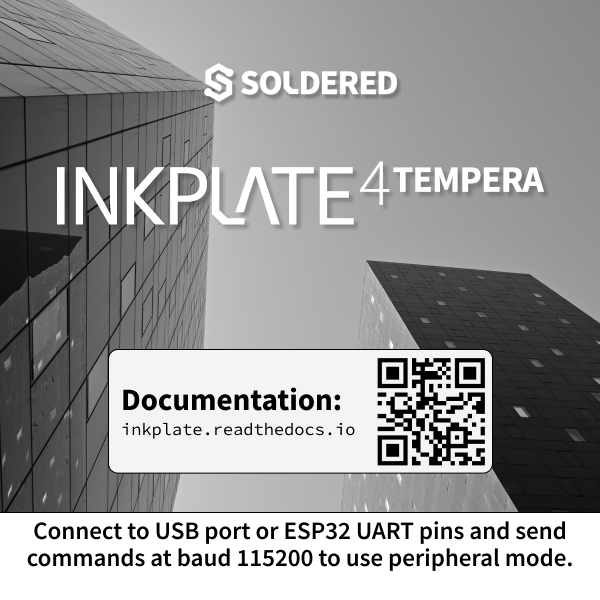 SOLDERED
INKPLATE 4 TEMPERA
Documentation:
inkplate.readthedocs.io
Connect to USB port or ESP32 UART pins and send
commands at baud 115200 to use peripheral mode.